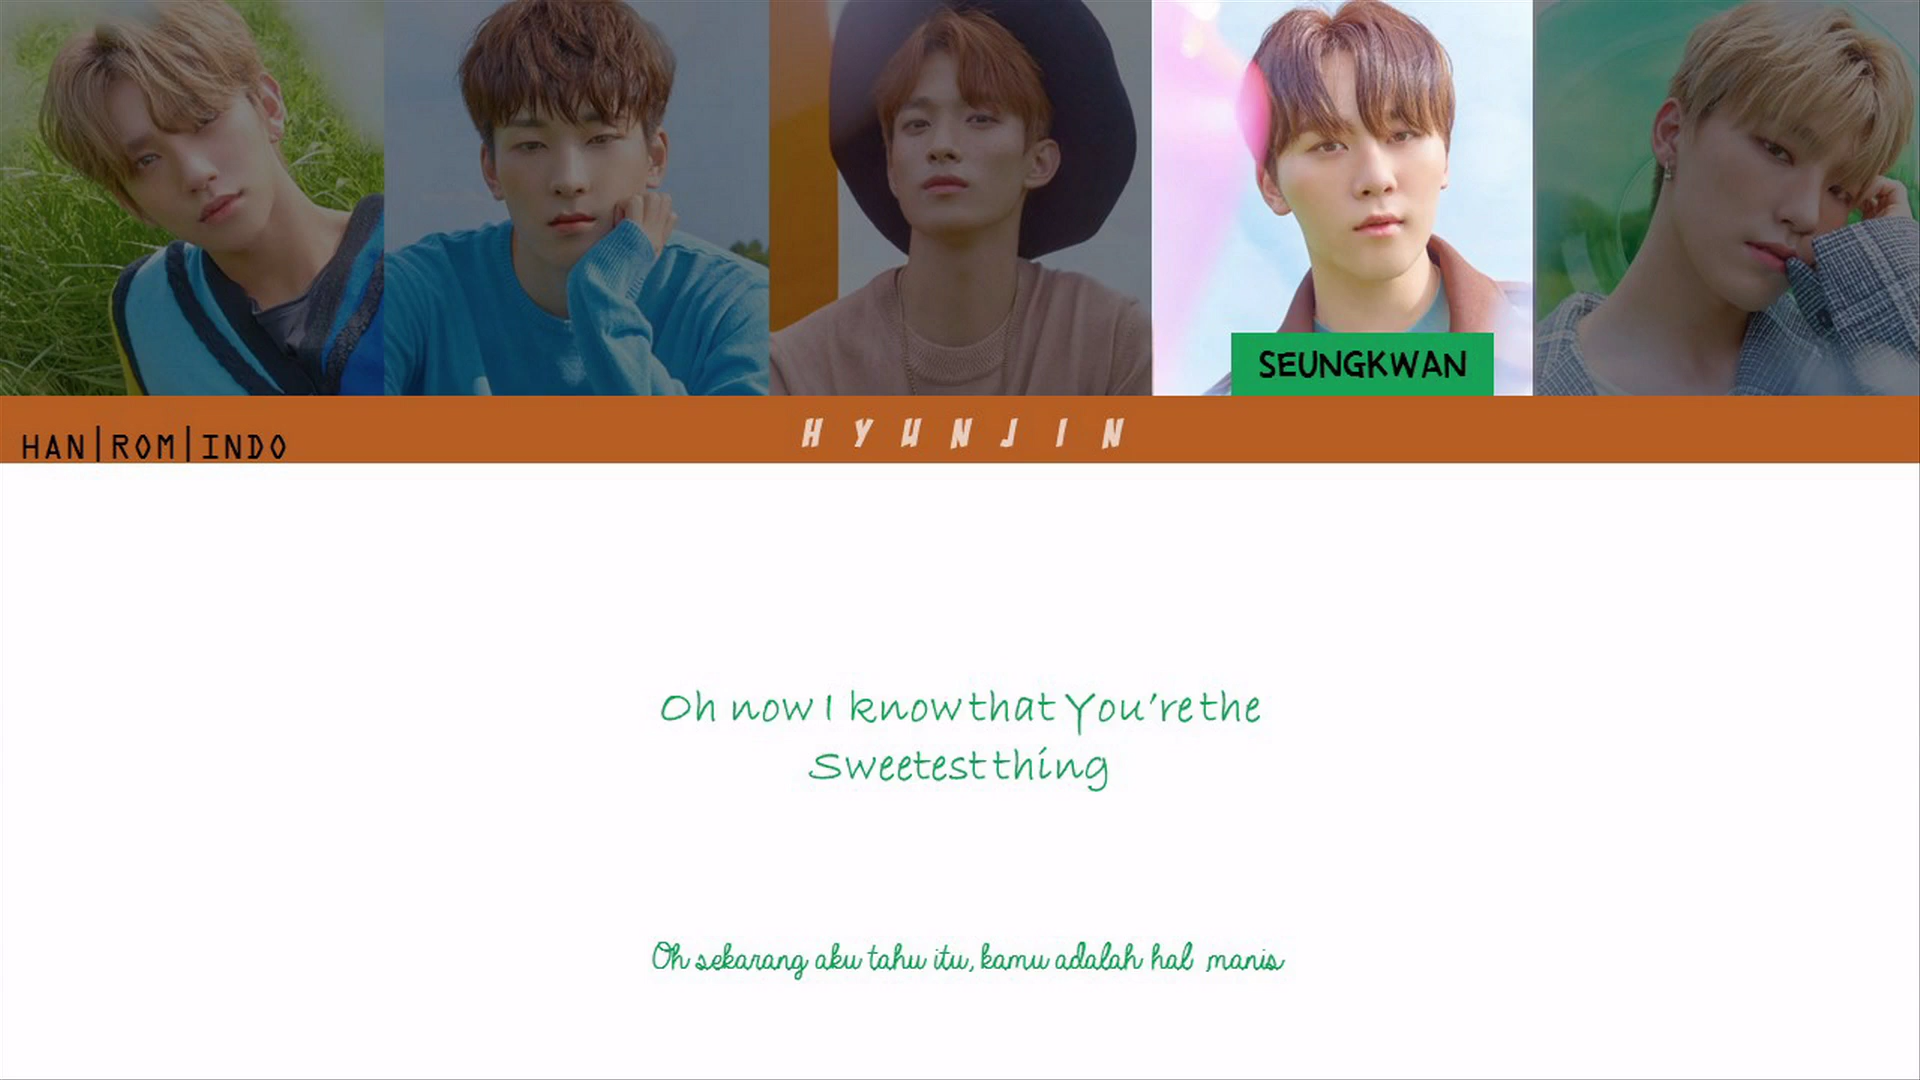 SEUNGKWAN
HAN|ROM|INDO
HYUNJIN
Oh now I know that You're the
Sweetest thing
Oh sekarang aku tahu itu, kamu adalah hal manis